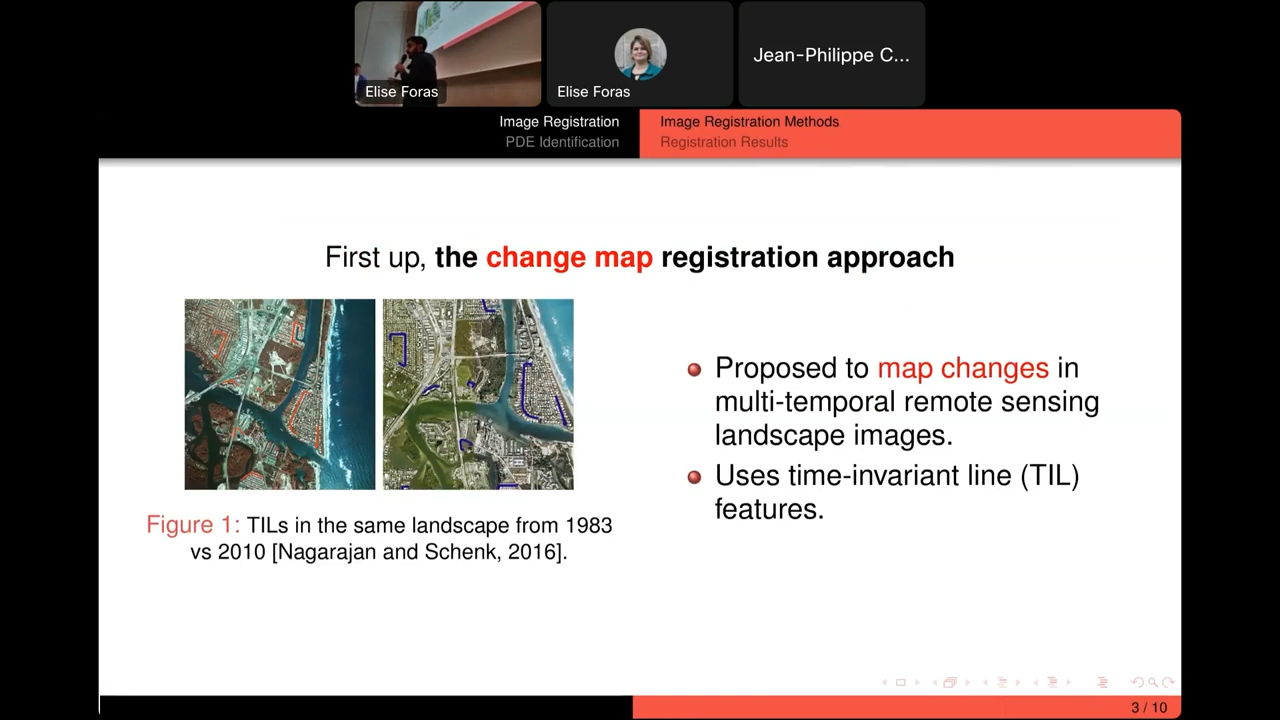 Elise Foras
Elise Foras
Jean-Philippe C...
Image Registration
PDE Identification
Image Registration Methods
Registration Results
First up, the change map registration approach
Proposed to map changes in
multi-temporal remote sensing
landscape images.
Uses time-invariant line (TIL)
features.
Figure 1: TILs in the same landscape from 1983
vs 2010 [Nagarajan and Schenk, 2016].
3 / 10